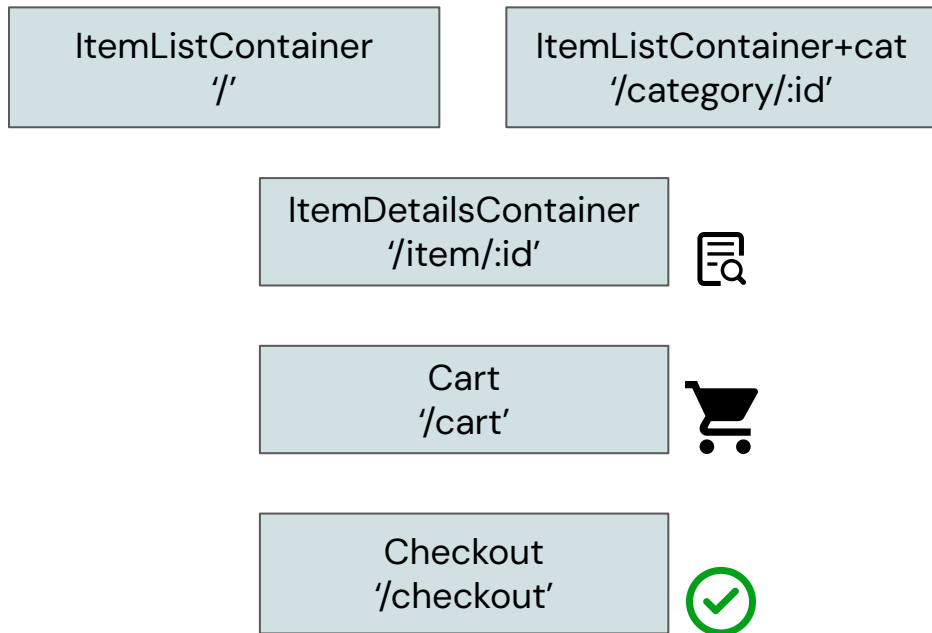 ItemListContainer
‘/’
ItemListContainer+cat
‘/category/:id’
ItemDetailsContainer
‘/item/:id’
Cart
‘/cart’
Checkout
‘/checkout’